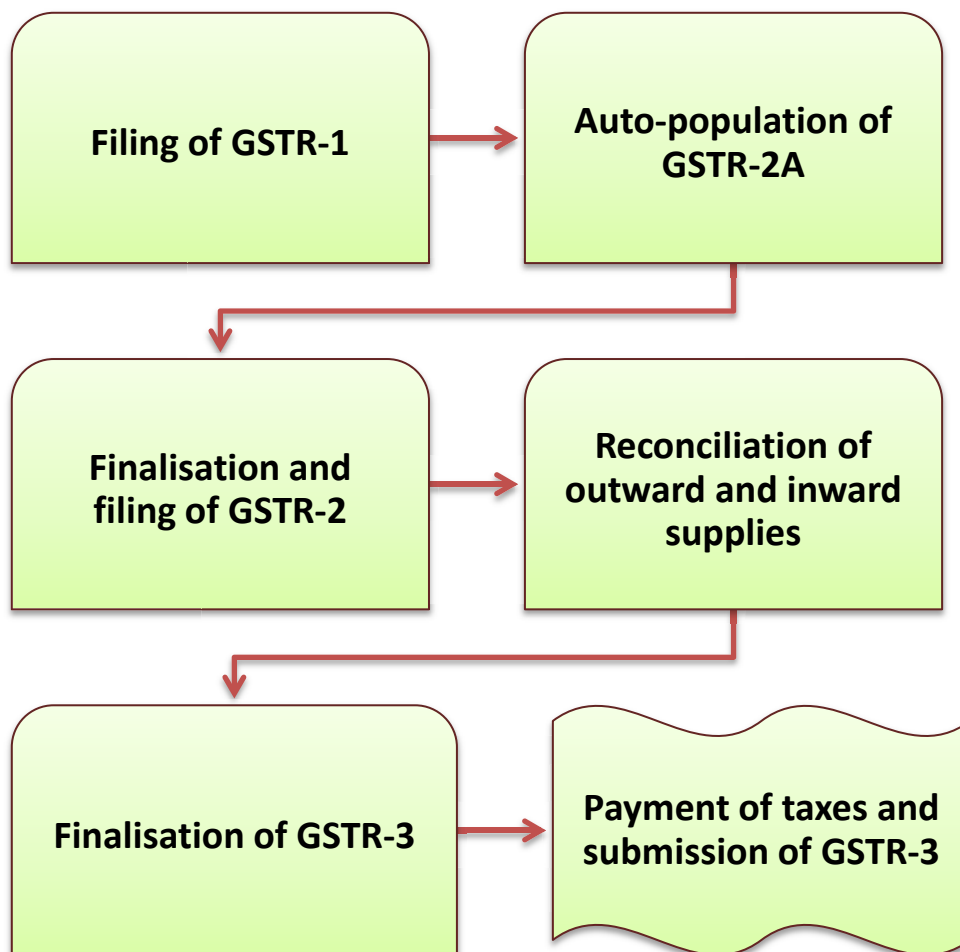 Filing of GSTR-1
Auto-population of
GSTR-2A
Finalisation and
filing of GSTR-2
Reconciliation of
outward and inward
supplies
Finalisation of GSTR-3
Payment of taxes and
submission of GSTR-3